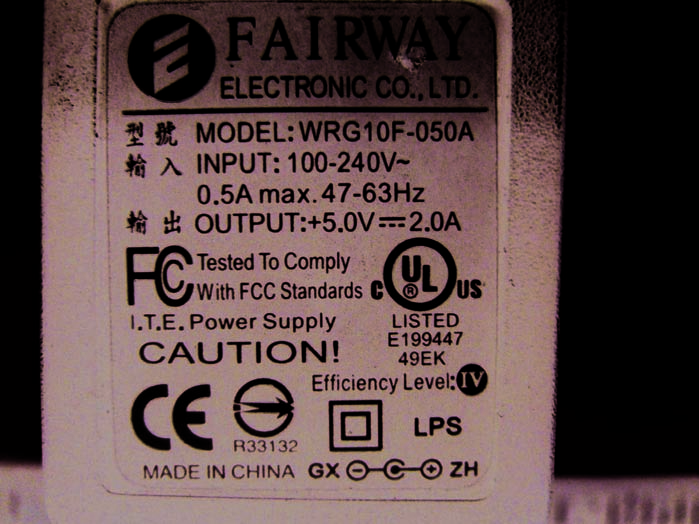 FAIRWAY
ELECTRONIC CO., LTD.
型號 MODEL: WRG10F-050A
輸入 INPUT: 100-240V~
0.5A max. 47-63Hz
輸出 OUTPUT:+5.0V⎓2.0A
FC Tested To Comply
With FCC Standards
C UL® US
I.T.E. Power Supply
LISTED
E199447
49EK
CAUTION!
Efficiency Level: IV
CE
R33132
LPS
MADE IN CHINA GX ZH